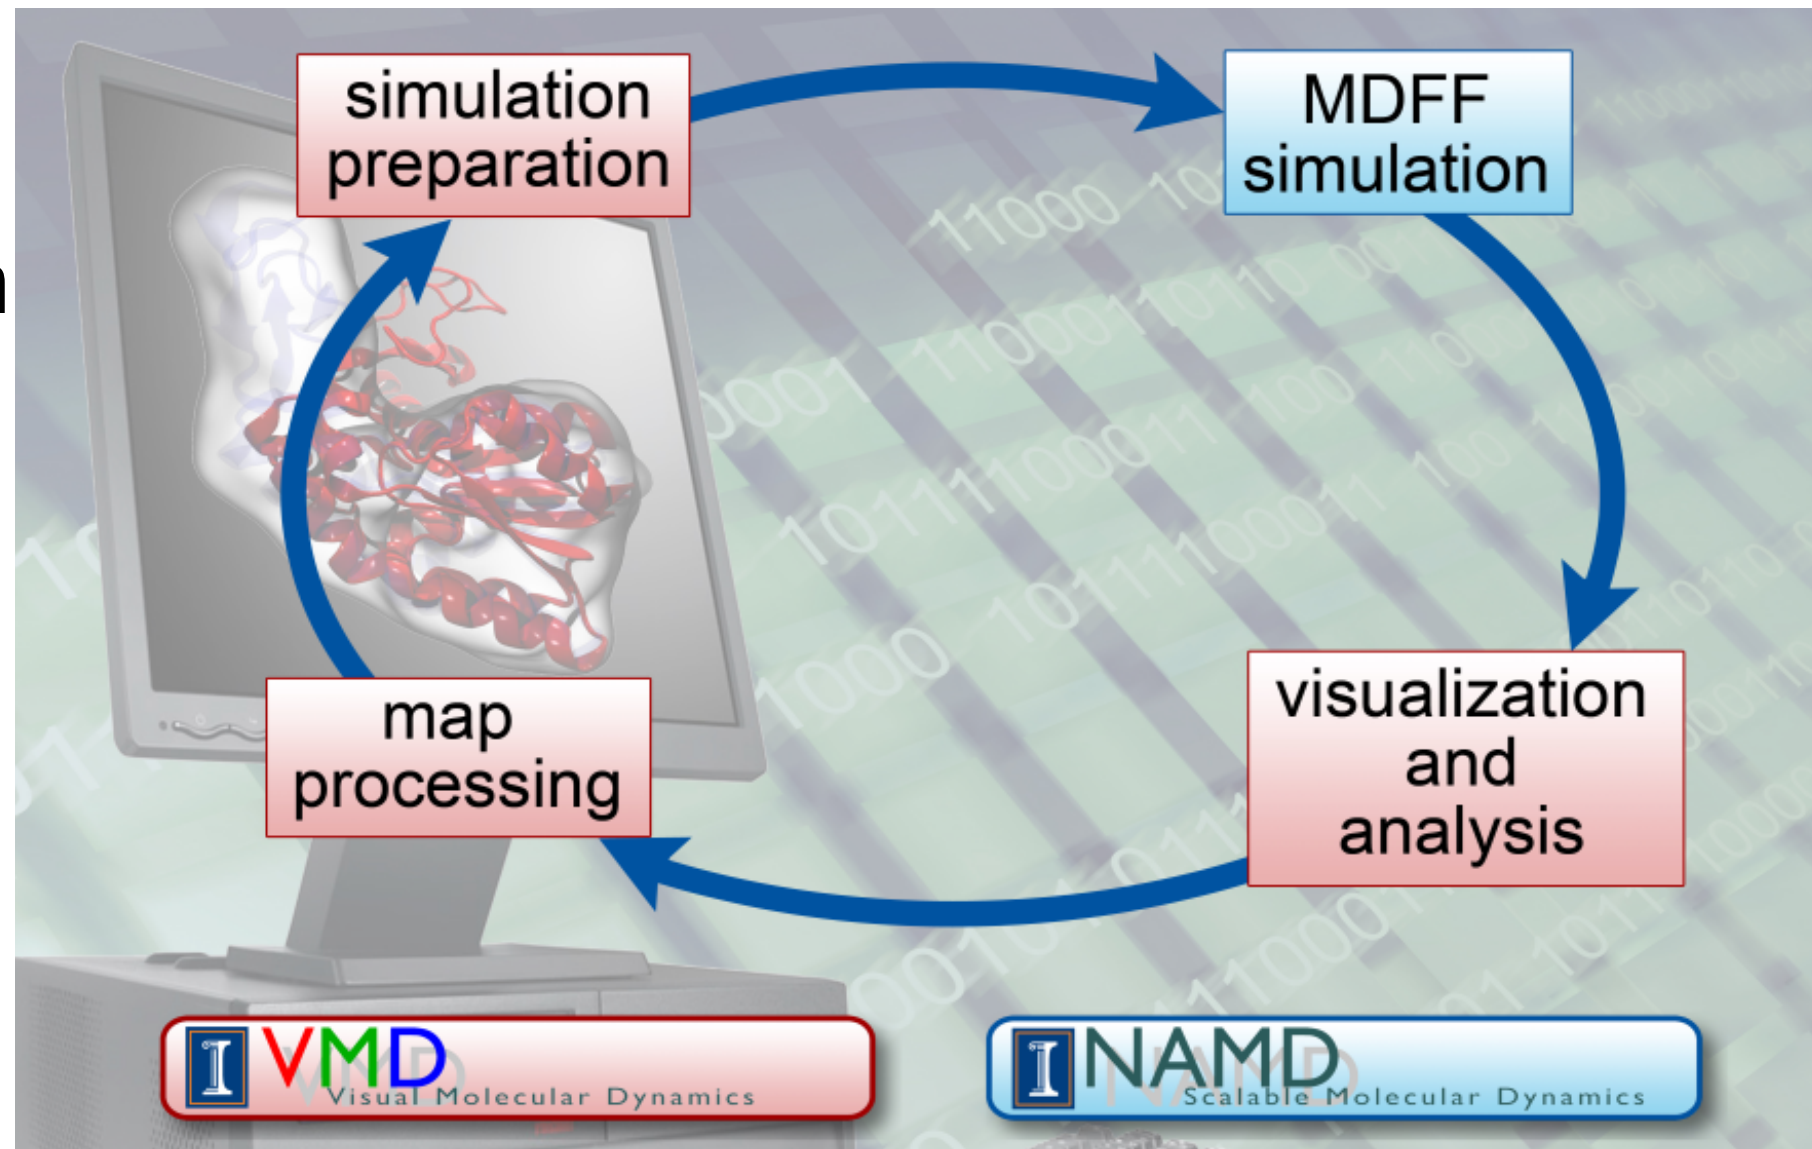 simulation
preparation
MDFF
simulation
n
map
processing
visualization
and
analysis
I VMD
Visual Molecular Dynamics
I NAMD
Scalable Molecular Dynamics